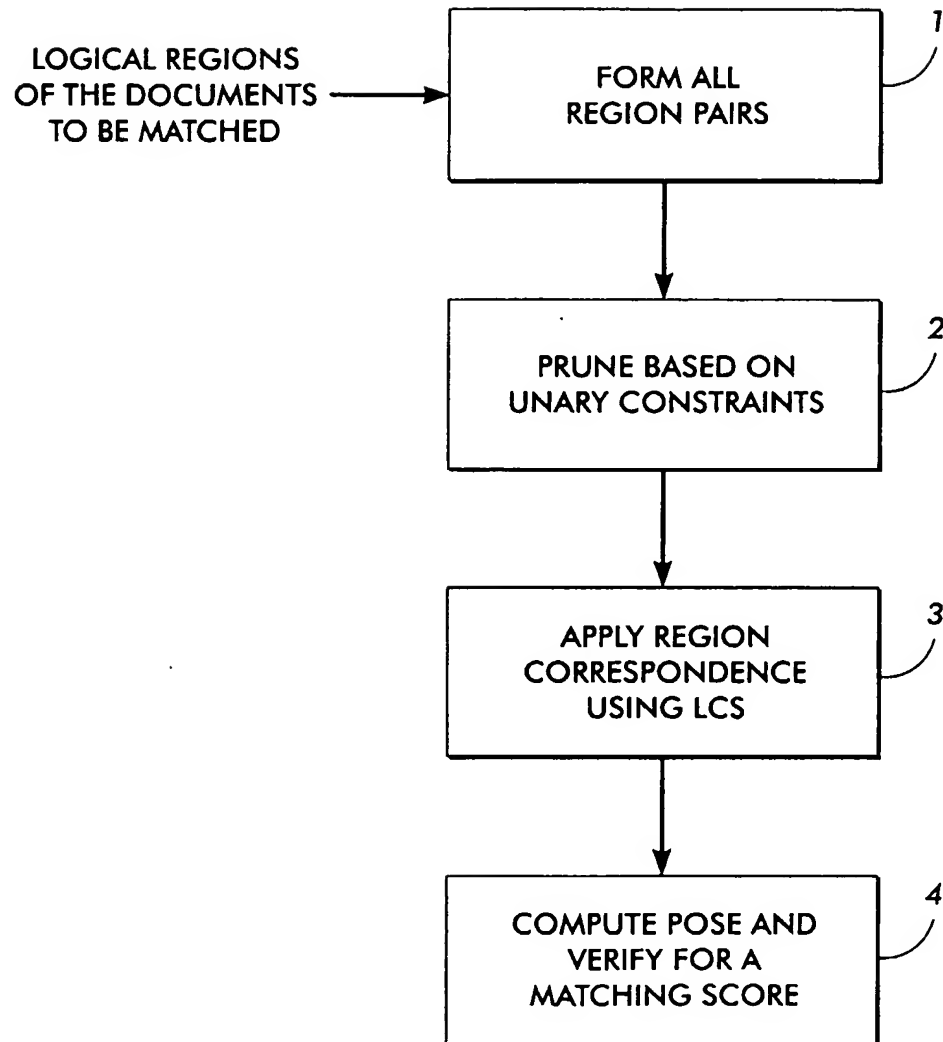 LOGICAL REGIONS
OF THE DOCUMENTS
TO BE MATCHED
FORM ALL
REGION PAIRS
1
PRUNE BASED ON
UNARY CONSTRAINTS
2
APPLY REGION
CORRESPONDENCE
USING LCS
3
COMPUTE POSE AND
VERIFY FOR A
MATCHING SCORE
4